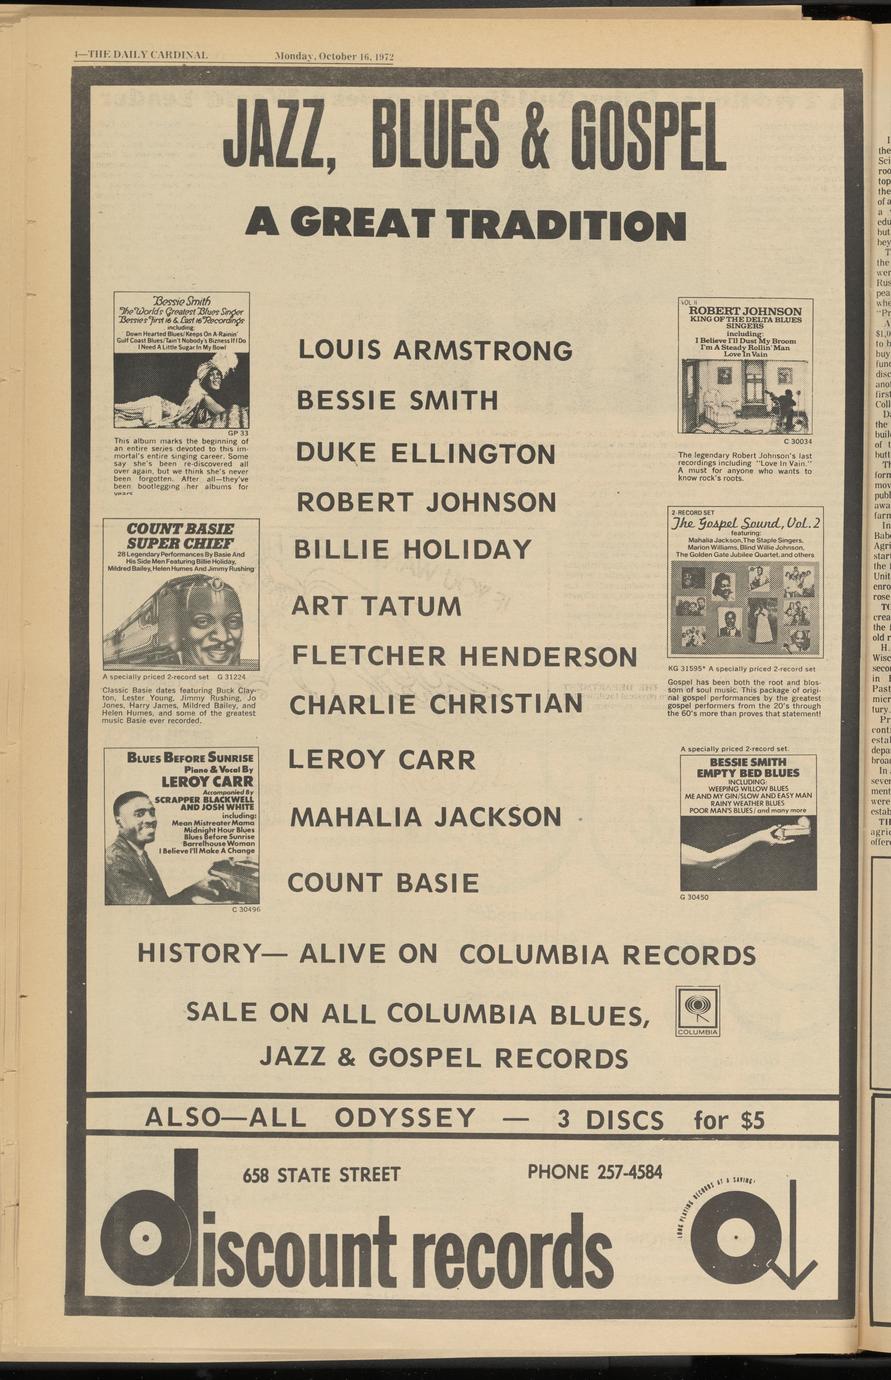 4—THE DAILY CARDINAL
Monday, October 16, 1972
JAZZ, BLUES & GOSPEL
A GREAT TRADITION
Bessie Smith
The World's Greatest Blues Singer
Bessie's First 16 & Last 16 Recordings
including:
Down Hearted Blues/Keeps On A-Rainin'
Gulf Coast Blues/Tain't Nobody's Bizness If I Do
I Need A Little Sugar In My Bowl
GP 33
This album marks the beginning of
an entire series devoted to this im-
mortal's entire singing career. Some
say she's been re-discovered all
over again, but we think she's never
been forgotten. After all—they've
been bootlegging her albums for
years
COUNT BASIE
SUPER CHIEF
28 Legendary Performances By Basie And
His Side Men Featuring Billie Holiday,
Mildred Bailey, Helen Humes And Jimmy Rushing
A specially priced 2-record set G 31224
Classic Basie dates featuring Buck Clay-
ton, Lester Young, Jimmy Rushing, Jo
Jones, Harry James, Mildred Bailey, and
Helen Humes, and some of the greatest
music Basie ever recorded.
BLUES BEFORE SUNRISE
Piano & Vocal By
LEROY CARR
Accompanied By
SCRAPPER BLACKWELL
AND JOSH WHITE
including:
Mean Mistreater Mama
Midnight Hour Blues
Blues Before Sunrise
Barrelhouse Woman
I Believe I'll Make A Change
C 30496
LOUIS ARMSTRONG
BESSIE SMITH
DUKE ELLINGTON
ROBERT JOHNSON
BILLIE HOLIDAY
ART TATUM
FLETCHER HENDERSON
CHARLIE CHRISTIAN
LEROY CARR
MAHALIA JACKSON
COUNT BASIE
VOL. II
ROBERT JOHNSON
KING OF THE DELTA BLUES
SINGERS
including:
I Believe I'll Dust My Broom
I'm A Steady Rollin' Man
Love In Vain
C 30034
The legendary Robert Johnson's last
recordings including "Love In Vain."
A must for anyone who wants to
know rock's roots.
2-RECORD SET
The Gospel Sound, Vol. 2
featuring:
Mahalia Jackson, The Staple Singers,
Marion Williams, Blind Willie Johnson,
The Golden Gate Jubilee Quartet, and others
KG 31595* A specially priced 2-record set
Gospel has been both the root and blos-
som of soul music. This package of origi-
nal gospel performances by the greatest
gospel performers from the 20's through
the 60's more than proves that statement!
A specially priced 2-record set.
BESSIE SMITH
EMPTY BED BLUES
INCLUDING:
WEEPING WILLOW BLUES
ME AND MY GIN/SLOW AND EASY MAN
RAINY WEATHER BLUES
POOR MAN'S BLUES/ and many more
G 30450
HISTORY— ALIVE ON COLUMBIA RECORDS
SALE ON ALL COLUMBIA BLUES,
JAZZ & GOSPEL RECORDS
COLUMBIA
ALSO—ALL ODYSSEY — 3 DISCS for $5
658 STATE STREET
PHONE 257-4584
discount records
LONG PLAYING RECORDS AT A SAVING!